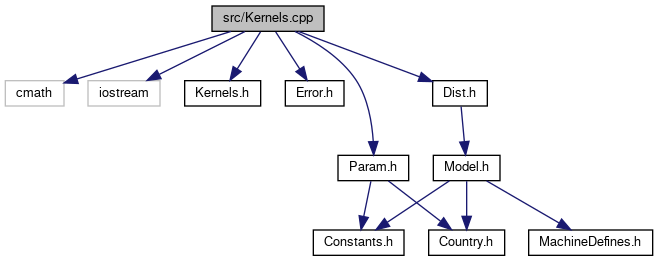 src/Kernels.cpp
cmath
iostream
Kernels.h
Error.h
Dist.h
Param.h
Model.h
Constants.h
Country.h
MachineDefines.h